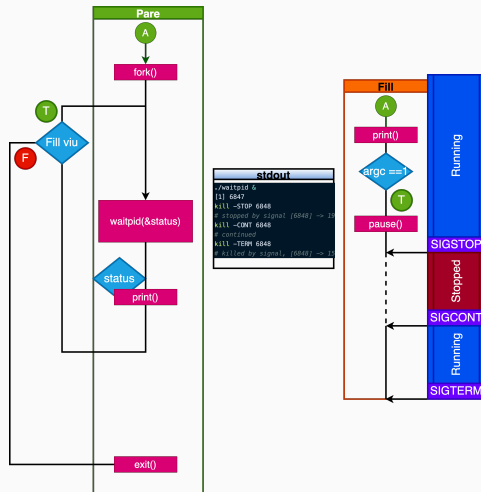 Pare
A
fork()
T
Fill viu
F
waitpid(&status)
status
print()
exit()
stdout
./waitpid &
[1] 6847
kill –STOP 6848
# stopped by signal [6848] –> 19
kill –CONT 6848
# continued
kill –TERM 6848
# killed by signal, [6848] –> 15
Fill
A
print()
argc ==1
T
pause()
Running
SIGSTOP
Stopped
SIGCONT
Running
SIGTERM